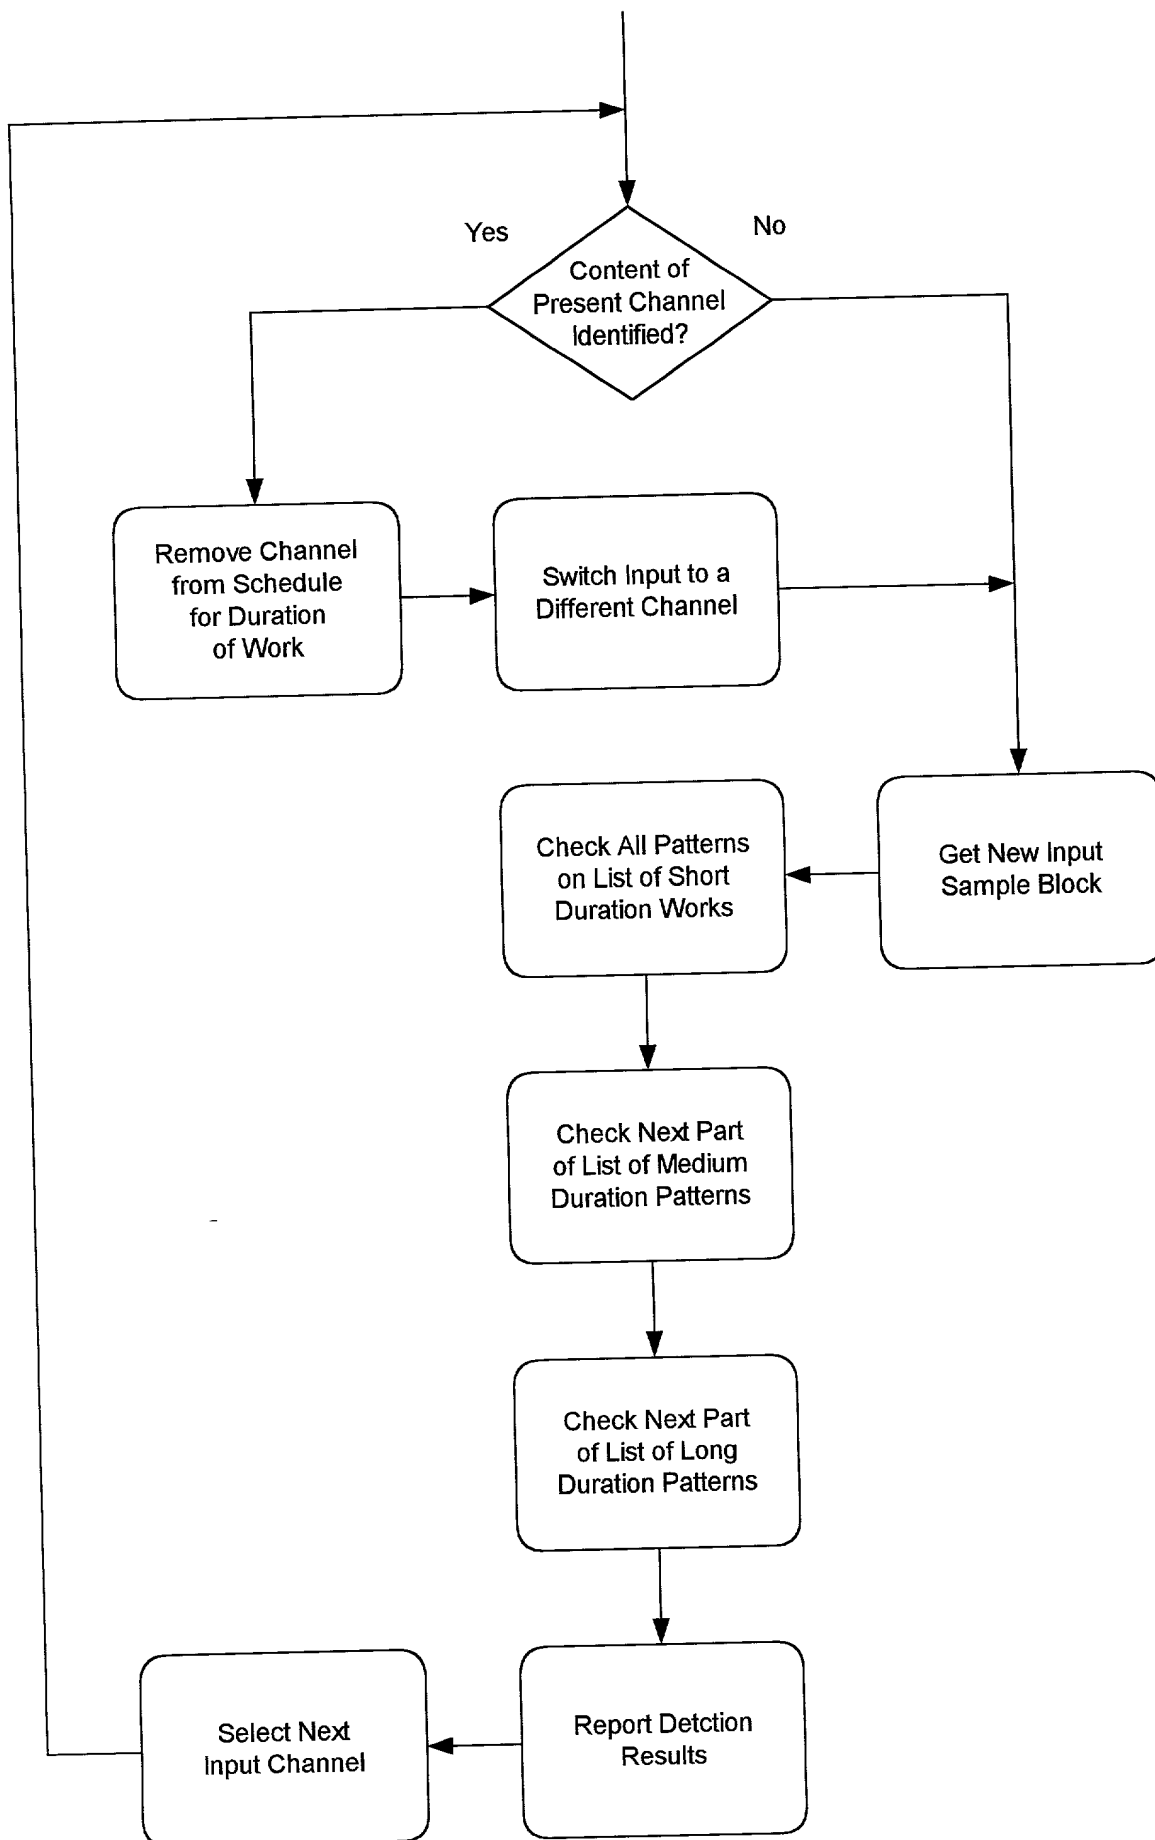 Yes
No
Content of
Present Channel
Identified?
Remove Channel
from Schedule
for Duration
of Work
Switch Input to a
Different Channel
Check All Patterns
on List of Short
Duration Works
Get New Input
Sample Block
Check Next Part
of List of Medium
Duration Patterns
Check Next Part
of List of Long
Duration Patterns
Select Next
Input Channel
Report Detction
Results